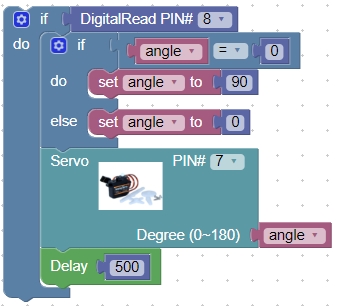 if DigitalRead PIN# 8
do if angle = 0
do set angle to 90
else set angle to 0
Servo PIN# 7
Degree (0~180) angle
Delay 500